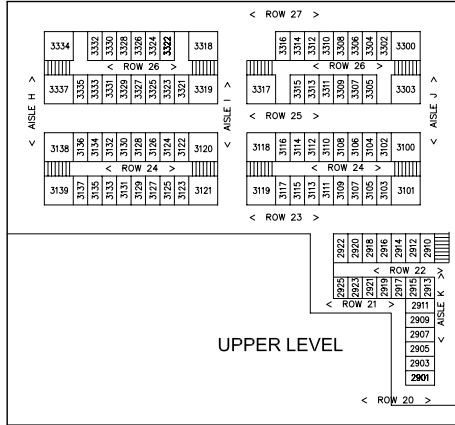 < ROW 27 >
3334 3332 3330 3328 3326 3324 3322 3318 3316 3314 3312 3310 3308 3306 3304 3302 3300
< ROW 26 > < ROW 26 >
3337 3335 3333 3331 3329 3327 3325 3323 3321 3319 3317 3315 3313 3311 3309 3307 3305 3303
< AISLE H > < AISLE I > < AISLE J >
< ROW 25 >
3138 3136 3134 3132 3130 3128 3126 3124 3122 3120 3118 3116 3114 3112 3110 3108 3106 3104 3102 3100
< ROW 24 > < ROW 24 >
3139 3137 3135 3133 3131 3129 3127 3125 3123 3121 3119 3117 3115 3113 3111 3109 3107 3105 3103 3101
< ROW 23 >
2922 2920 2918 2916 2914 2912 2910
< ROW 22 >
2925 2923 2921 2919 2917 2915 2913
< ROW 21 >
< AISLE K >
2911
2909
2907
2905
2903
2901
UPPER LEVEL
< ROW 20 >